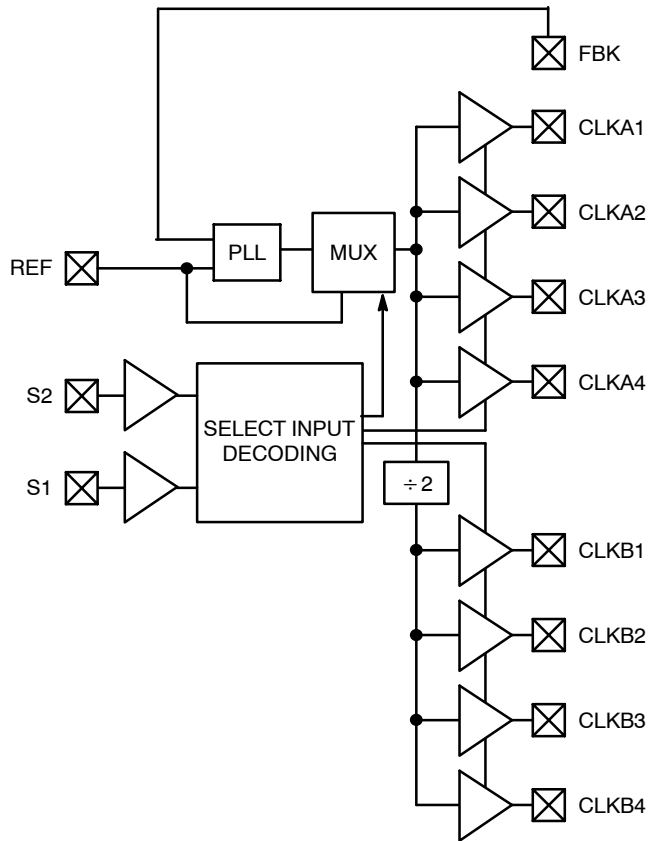 FBK
CLKA1
CLKA2
PLL
MUX
REF
CLKA3
CLKA4
S2
SELECT INPUT
DECODING
S1
÷2
CLKB1
CLKB2
CLKB3
CLKB4